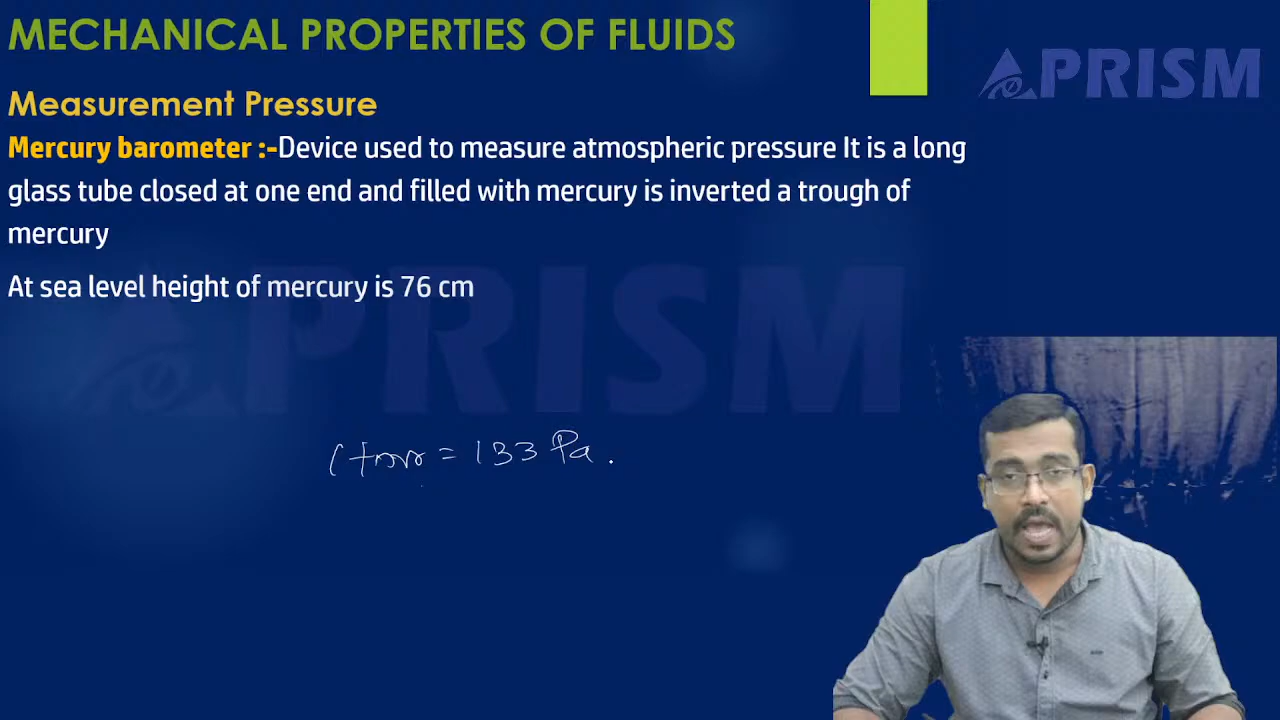 MECHANICAL PROPERTIES OF FLUIDS
PRISM
Measurement Pressure
Mercury barometer :-Device used to measure atmospheric pressure It is a long
glass tube closed at one end and filled with mercury is inverted a trough of
mercury
At sea level height of mercury is 76 cm
PRISM
1 torr = 133 Pa.